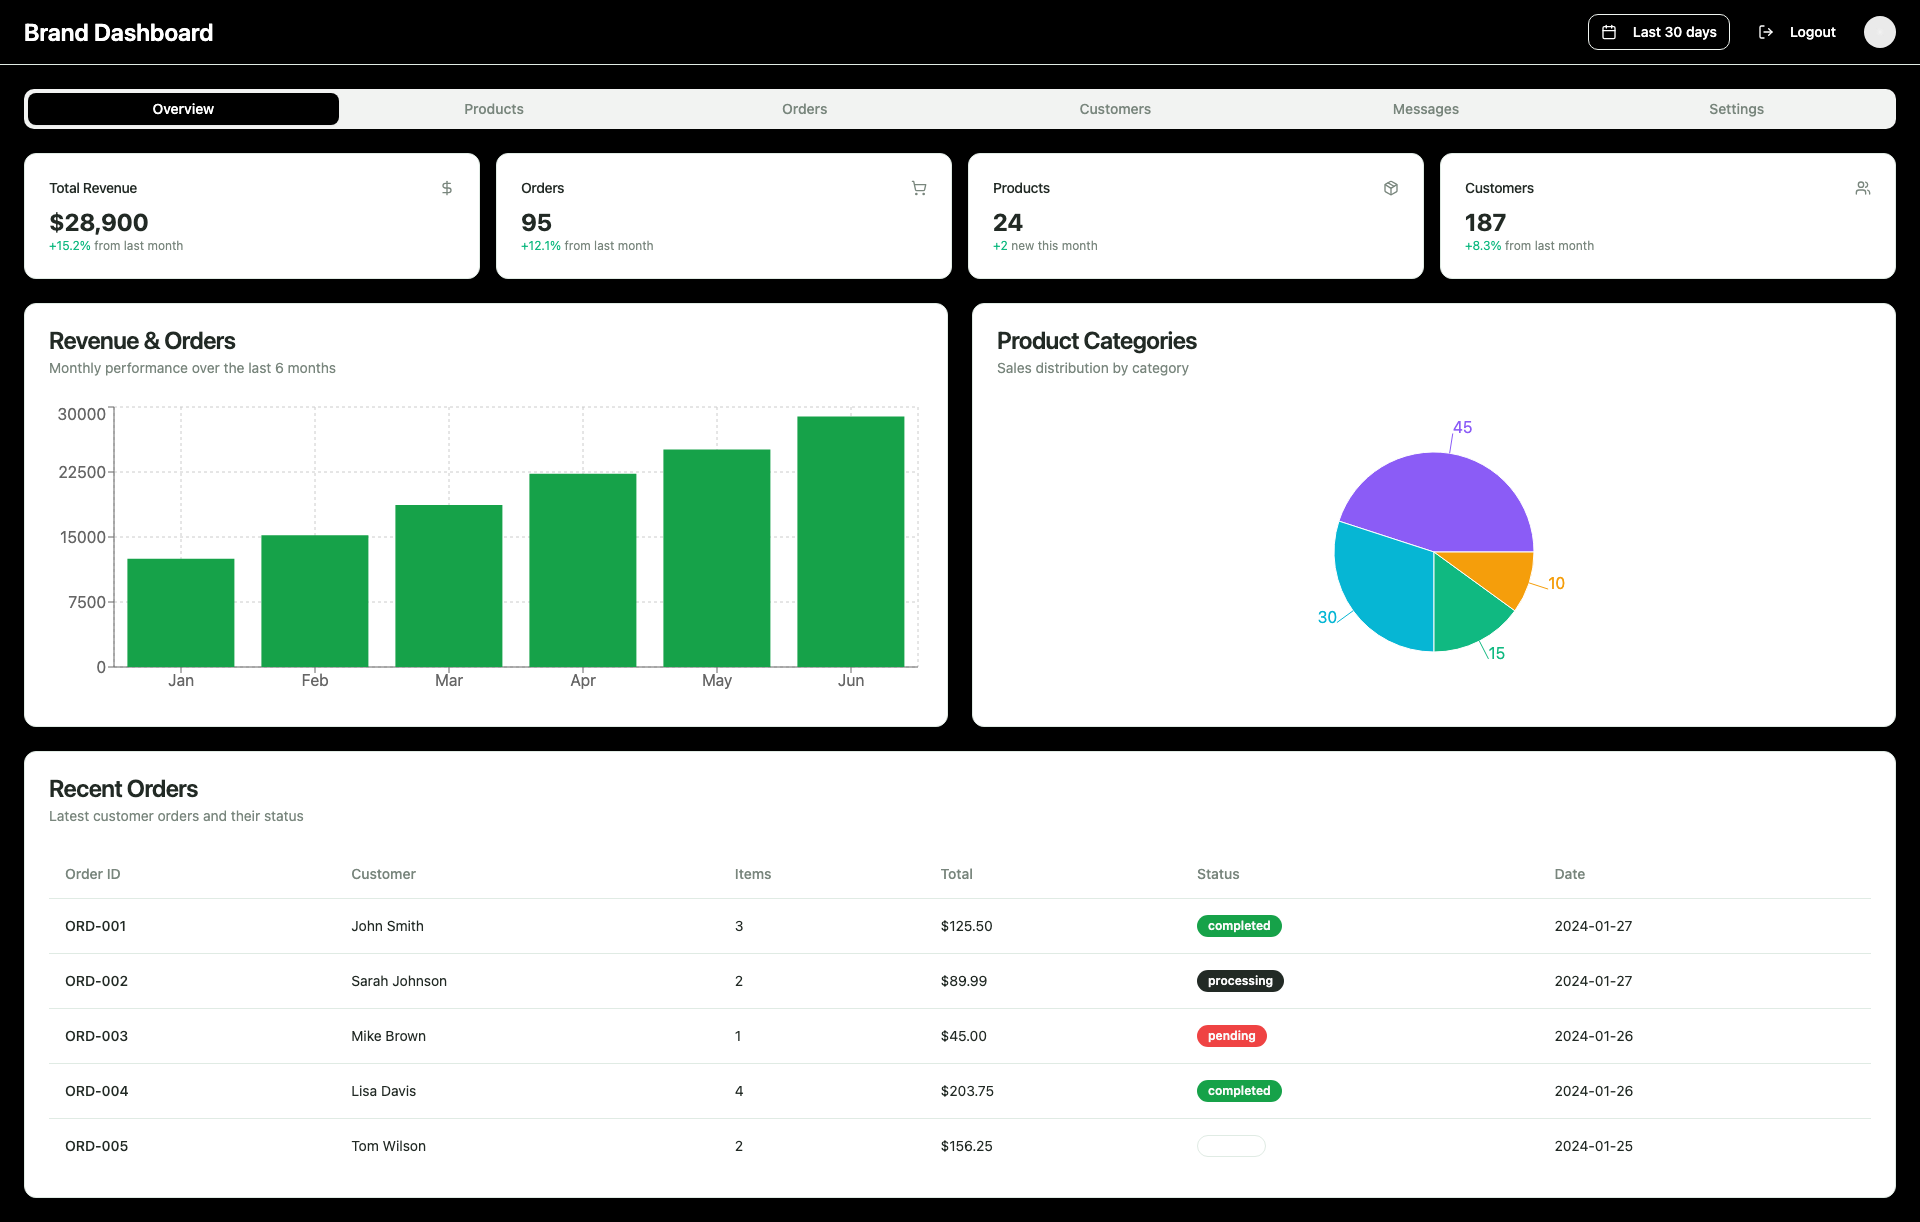 Brand Dashboard
Last 30 days
Logout
Overview
Products
Orders
Customers
Messages
Settings
Total Revenue
$28,900
+15.2% from last month
Orders
95
+12.1% from last month
Products
24
+2 new this month
Customers
187
+8.3% from last month
Revenue & Orders
Monthly performance over the last 6 months
30000
22500
15000
7500
0
Jan Feb Mar Apr May Jun
Product Categories
Sales distribution by category
45
10
30
15
Recent Orders
Latest customer orders and their status
Order ID Customer Items Total Status Date
ORD-001 John Smith 3 $125.50 completed 2024-01-27
ORD-002 Sarah Johnson 2 $89.99 processing 2024-01-27
ORD-003 Mike Brown 1 $45.00 pending 2024-01-26
ORD-004 Lisa Davis 4 $203.75 completed 2024-01-26
ORD-005 Tom Wilson 2 $156.25 2024-01-25